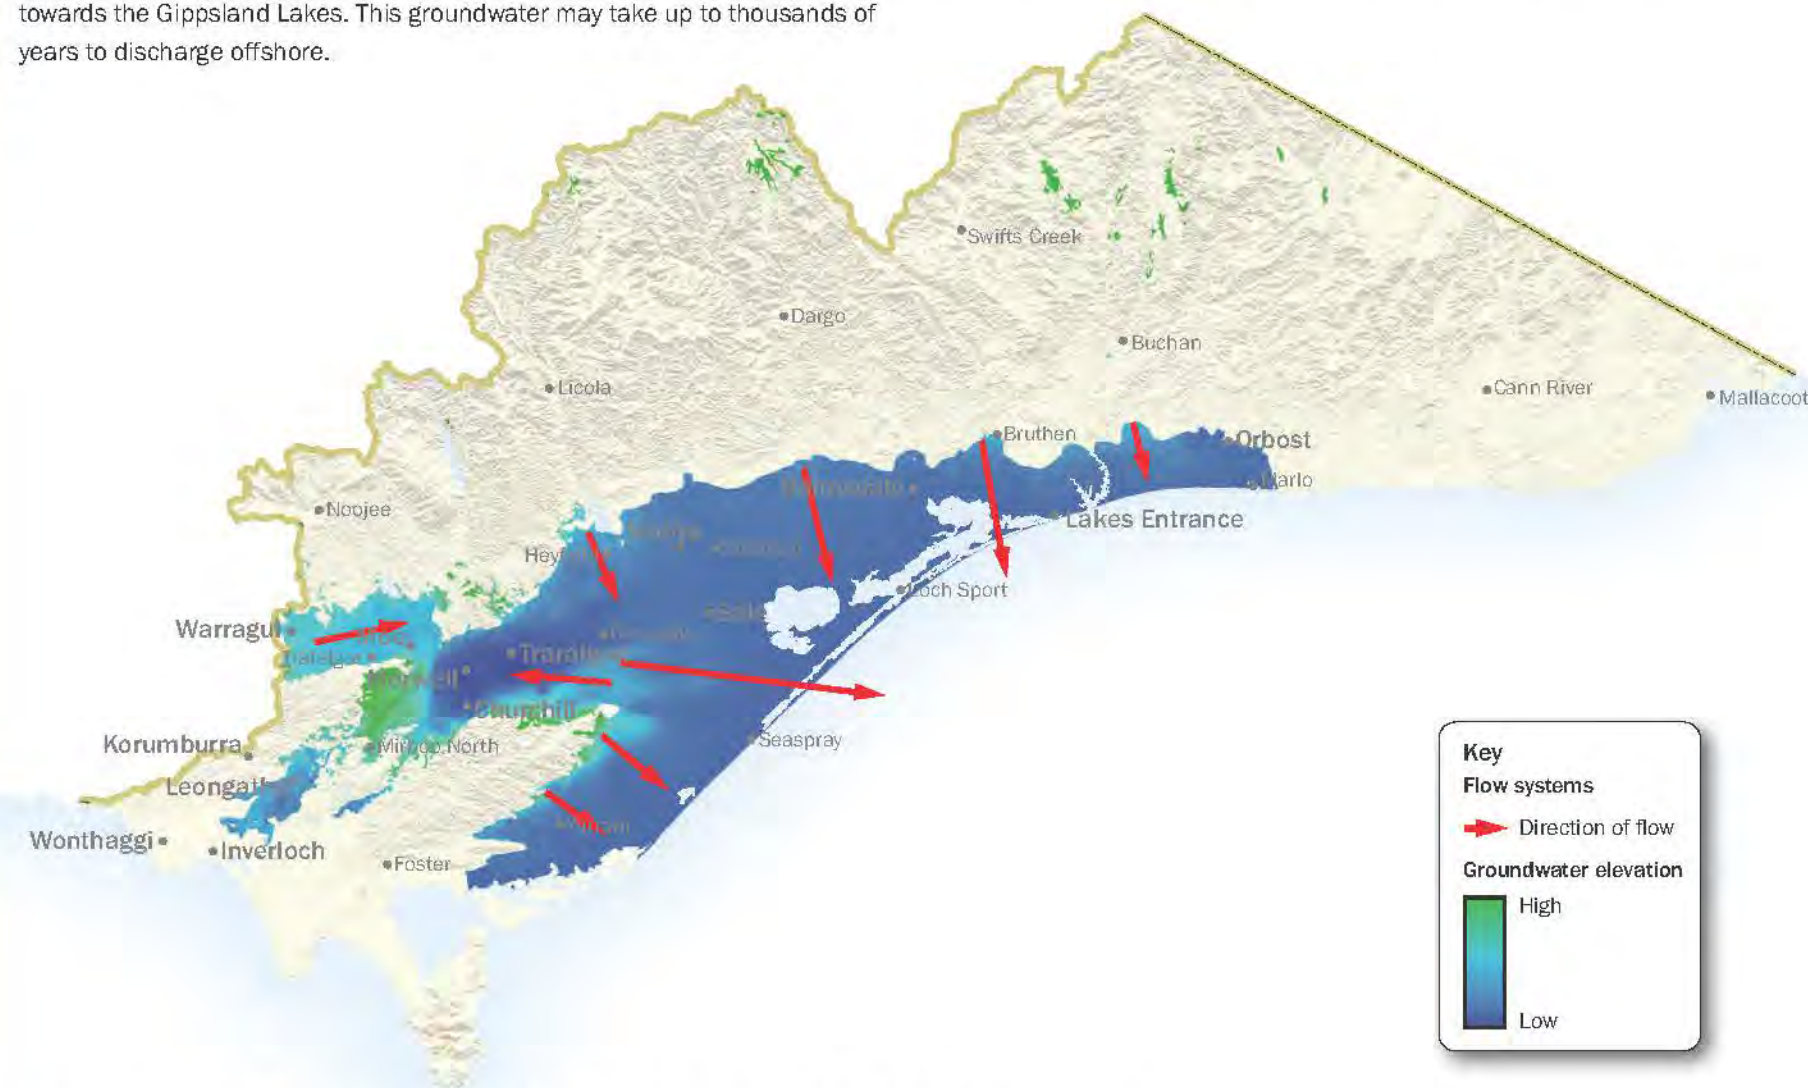 towards the Gippsland Lakes. This groundwater may take up to thousands of
years to discharge offshore.
Swifts Creek
Dargo
Buchan
Licola
Cann River
Mallacoot
Bruthen
Orbost
Marlo
Noojee
Lakes Entrance
Loch Sport
Warragul
Churchill
Seaspray
Korumburra
Mirboo North
Wonthaggi
Inverloch
Foster
Key
Flow systems
Direction of flow
Groundwater elevation
High
Low